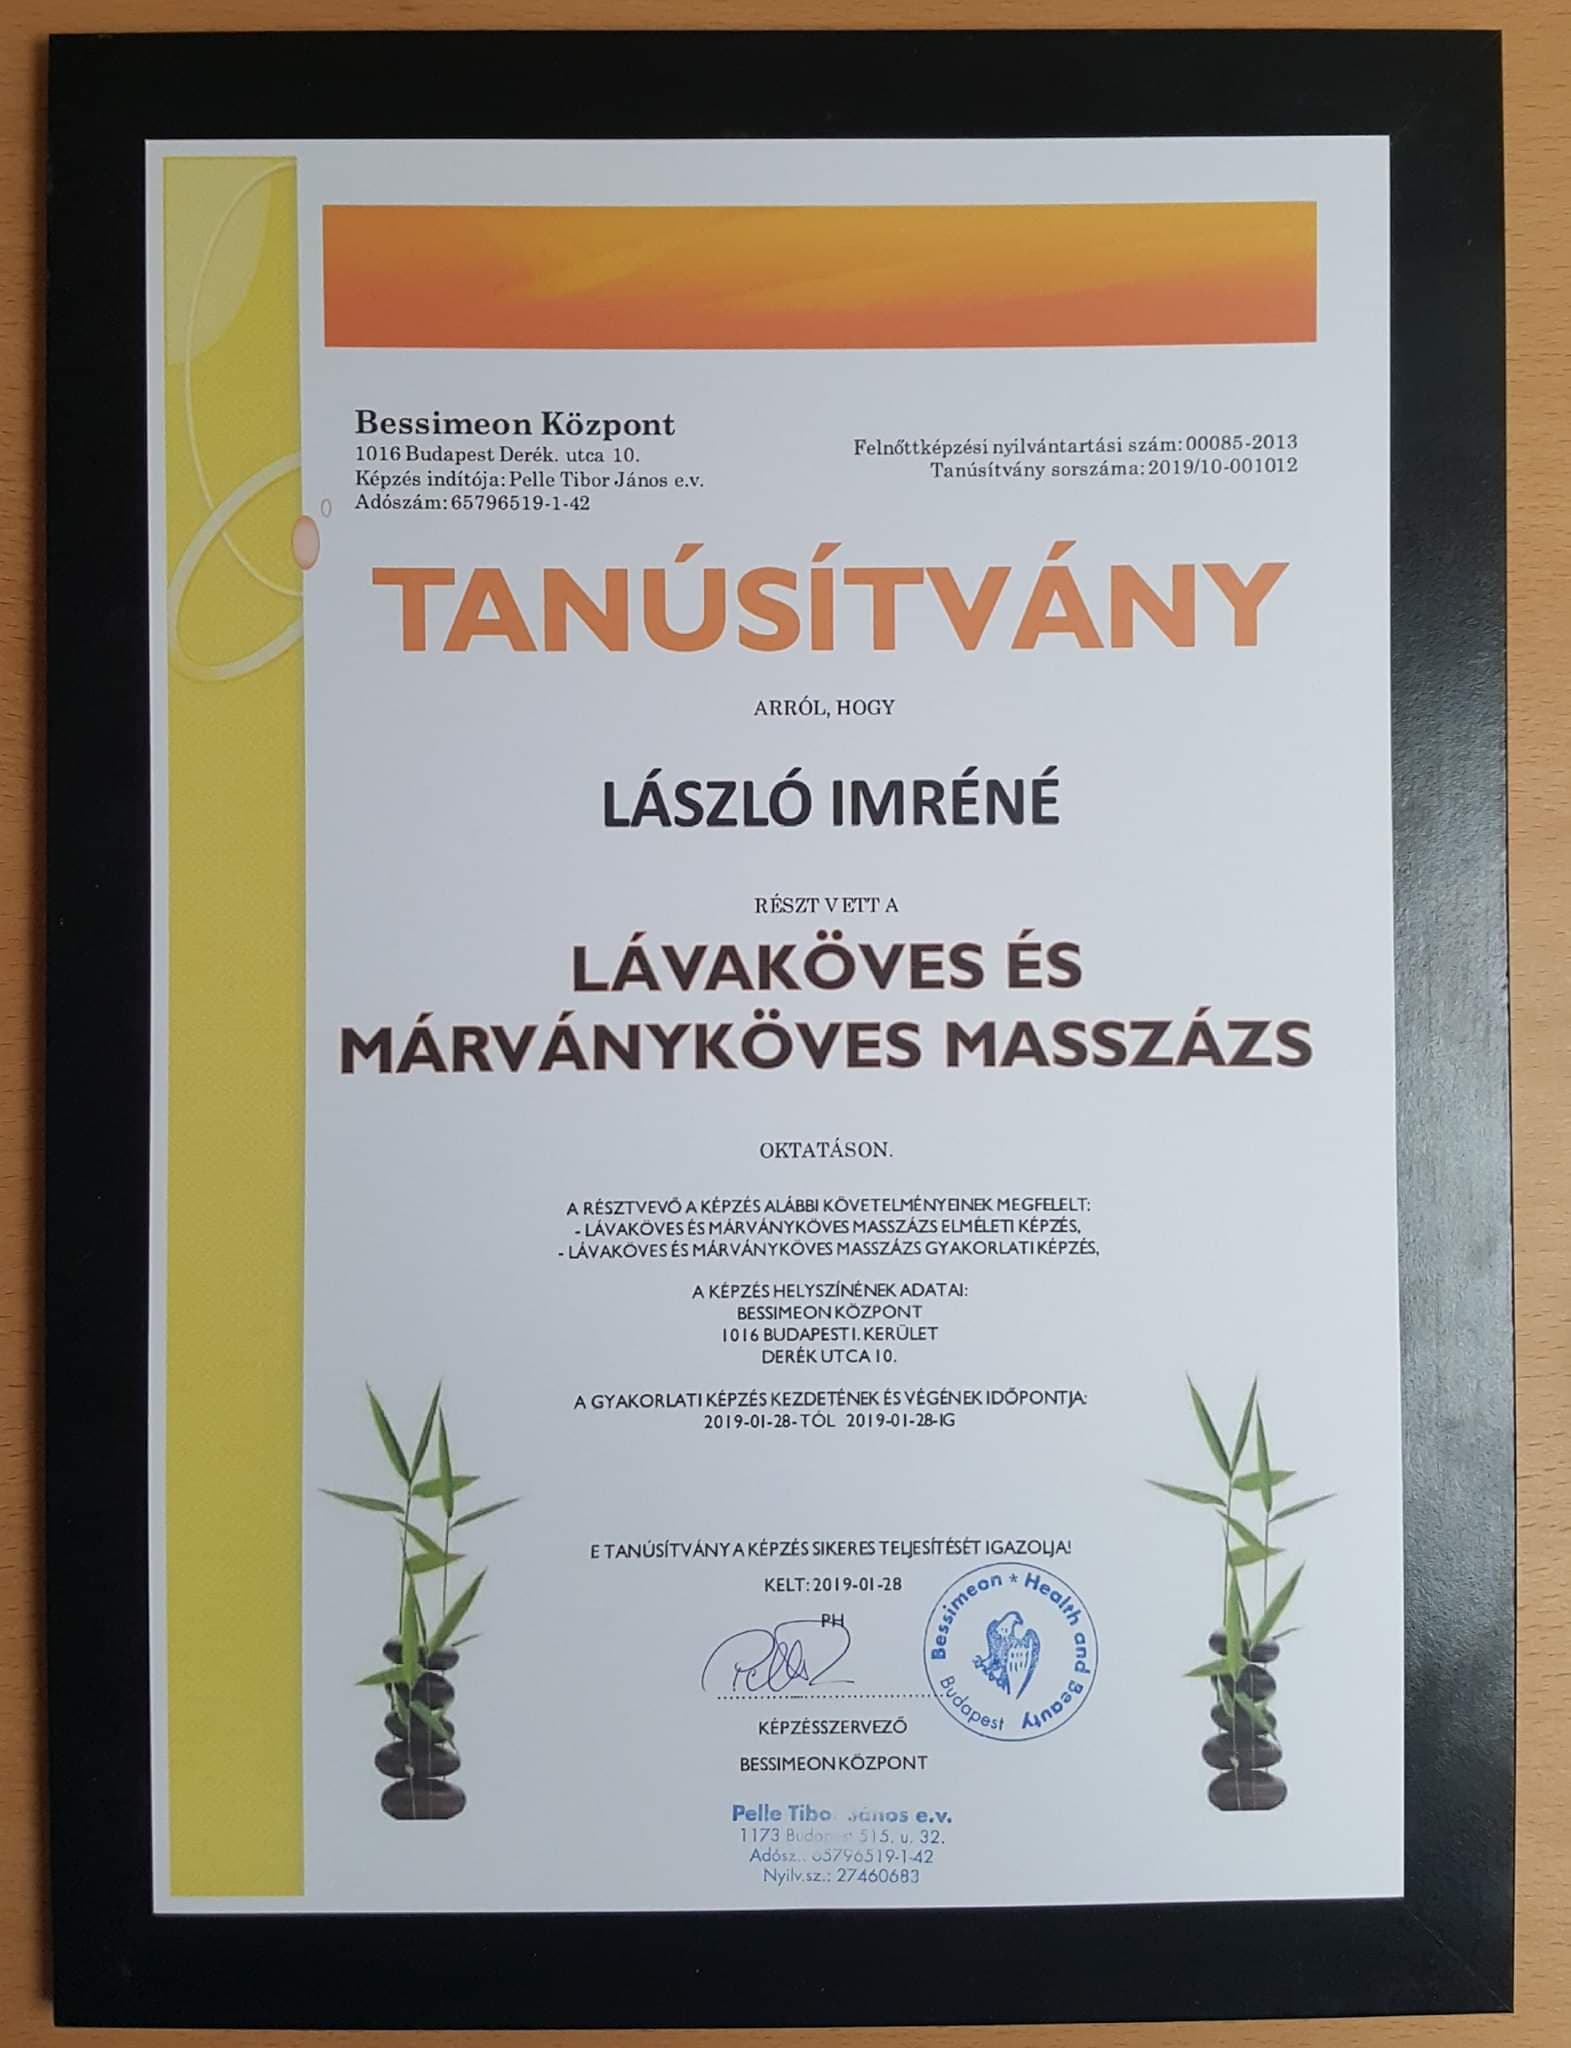 Bessimeon Központ
1016 Budapest Derék. utca 10.
Képzés indítója: Pelle Tibor János e.v.
Adószám: 65796519-1-42
Felnőttképzési nyilvántartási szám: 00085-2013
Tanúsítvány sorszáma: 2019/10-001012
TANÚSÍTVÁNY
ARRÓL, HOGY
LÁSZLÓ IMRÉNÉ
RÉSZT VETT A
LÁVAKÖVES ÉS
MÁRVÁNYKÖVES MASSZÁZS
OKTATÁSON.
A RÉSZTVEVŐ A KÉPZÉS ALÁBBI KÖVETELMÉNYEINEK MEGFELELT:
- LÁVAKÖVES ÉS MÁRVÁNYKÖVES MASSZÁZS ELMÉLETI KÉPZÉS,
- LÁVAKÖVES ÉS MÁRVÁNYKÖVES MASSZÁZS GYAKORLATI KÉPZÉS,
A KÉPZÉS HELYSZÍNÉNEK ADATAI:
BESSIMEON KÖZPONT
1016 BUDAPEST I. KERÜLET
DERÉK UTCA 10.
A GYAKORLATI KÉPZÉS KEZDETÉNEK ÉS VÉGÉNEK IDŐPONTJA:
2019-01-28-TÓL 2019-01-28-IG
E TANÚSÍTVÁNY A KÉPZÉS SIKERES TELJESÍTÉSÉT IGAZOLJA!
KELT: 2019-01-28
PH
Bessimeon * Health and Beauty
Budapest
KÉPZÉSSZERVEZŐ
BESSIMEON KÖZPONT
Pelle Tibor János e.v.
1173 Budapest 515. u. 32.
Adósz.: 65796519-1-42
Nyilv.sz.: 27460683